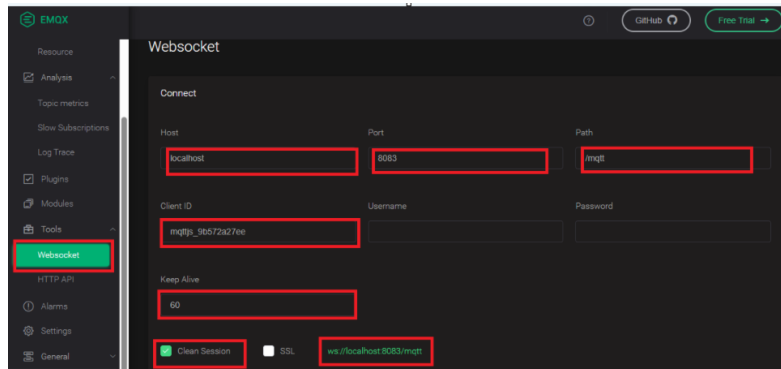 EMQX
GitHub
Free Trial →
Resource
Analysis
Topic metrics
Slow Subscriptions
Log Trace
Plugins
Modules
Tools
Websocket
HTTP API
Alarms
Settings
General
Websocket
Connect
Host
Port
Path
localhost
8083
/mqtt
Client ID
Username
Password
mqttjs_9b572a27ee
Keep Alive
60
Clean Session
SSL
ws://localhost:8083/mqtt